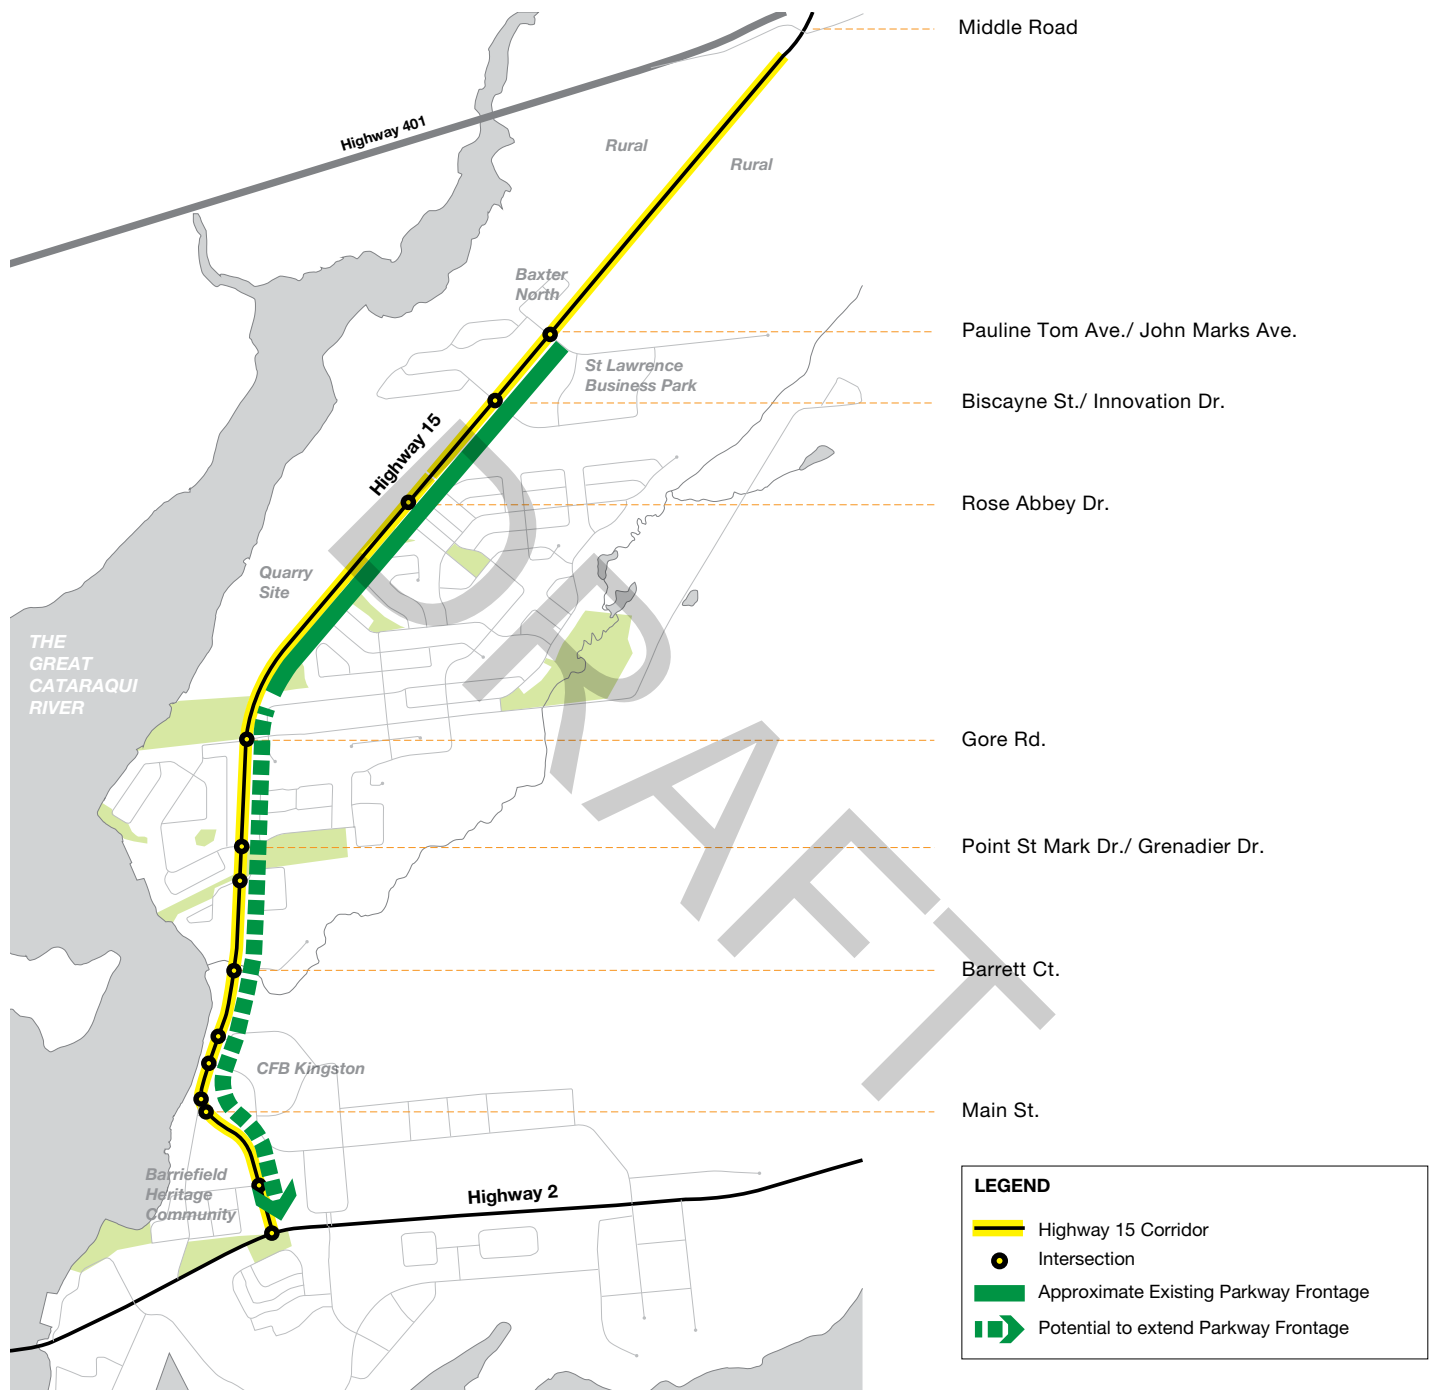 Middle Road
Highway 401
Rural
Rural
Baxter
North
Pauline Tom Ave./ John Marks Ave.
St Lawrence
Business Park
Biscayne St./ Innovation Dr.
Highway 15
Rose Abbey Dr.
Quarry
Site
THE
GREAT
CATARAQUI
RIVER
DRAFT
Gore Rd.
Point St Mark Dr./ Grenadier Dr.
Barrett Ct.
CFB Kingston
Main St.
Barriefield
Heritage
Community
Highway 2
LEGEND
Highway 15 Corridor
Intersection
Approximate Existing Parkway Frontage
Potential to extend Parkway Frontage